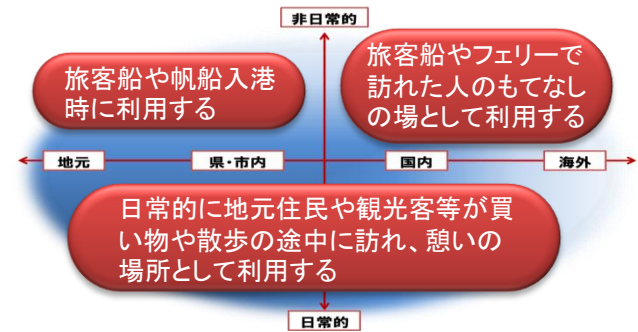 非日常的
旅客船や帆船入港
時に利用する
旅客船やフェリーで
訪れた人のもてなし
の場として利用する
地元
県・市内
国内
海外
日常的に地元住民や観光客等が買
い物や散歩の途中に訪れ、憩いの
場所として利用する
日常的